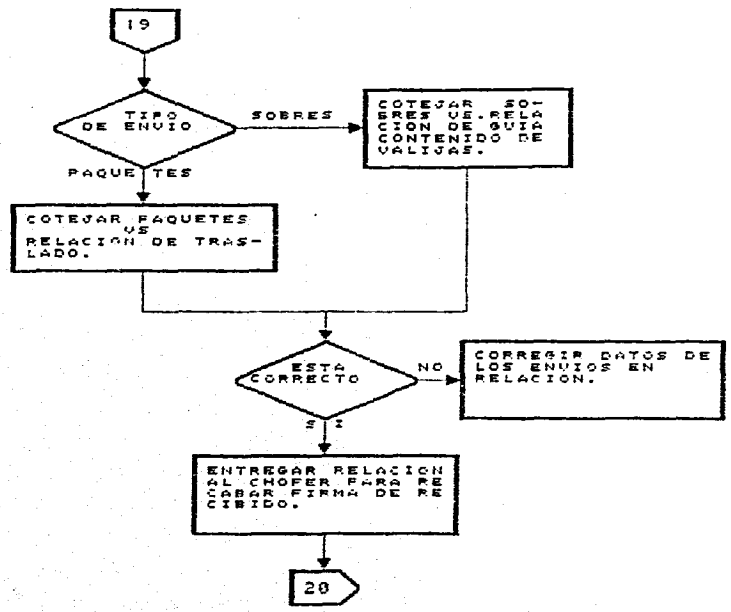 19
TIPO
DE ENVIO
SOBRES
COTEJAR SO-
BRES VS. RELA
CION DE GUIA
CONTENIDO DE
VALIJAS.
PAQUETES
COTEJAR PAQUETES
VS
RELACION DE TRAS-
LADO.
ESTA
CORRECTO
NO
CORREGIR DATOS DE
LOS ENVIOS EN
RELACION.
SI
ENTREGAR RELACION
AL CHOFER PARA RE
CABAR FIRMA DE RE
CIBIDO.
20